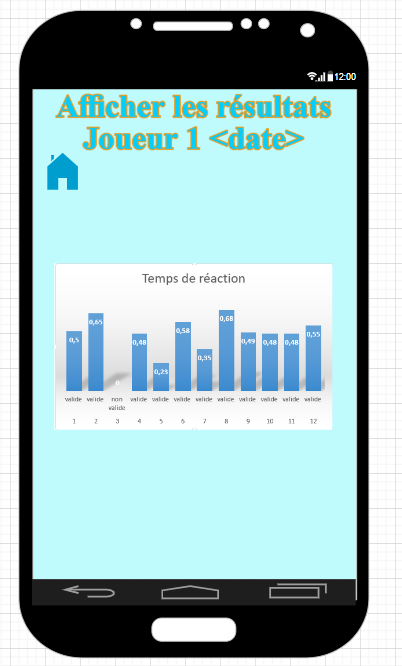 12:00
Afficher les résultats
Joueur 1 <date>
Temps de réaction
0,5 0,65 0 0,48 0,23 0,58 0,35 0,68 0,49 0,48 0,48 0,55
valide valide non valide valide valide valide valide valide valide valide valide valide
1 2 3 4 5 6 7 8 9 10 11 12